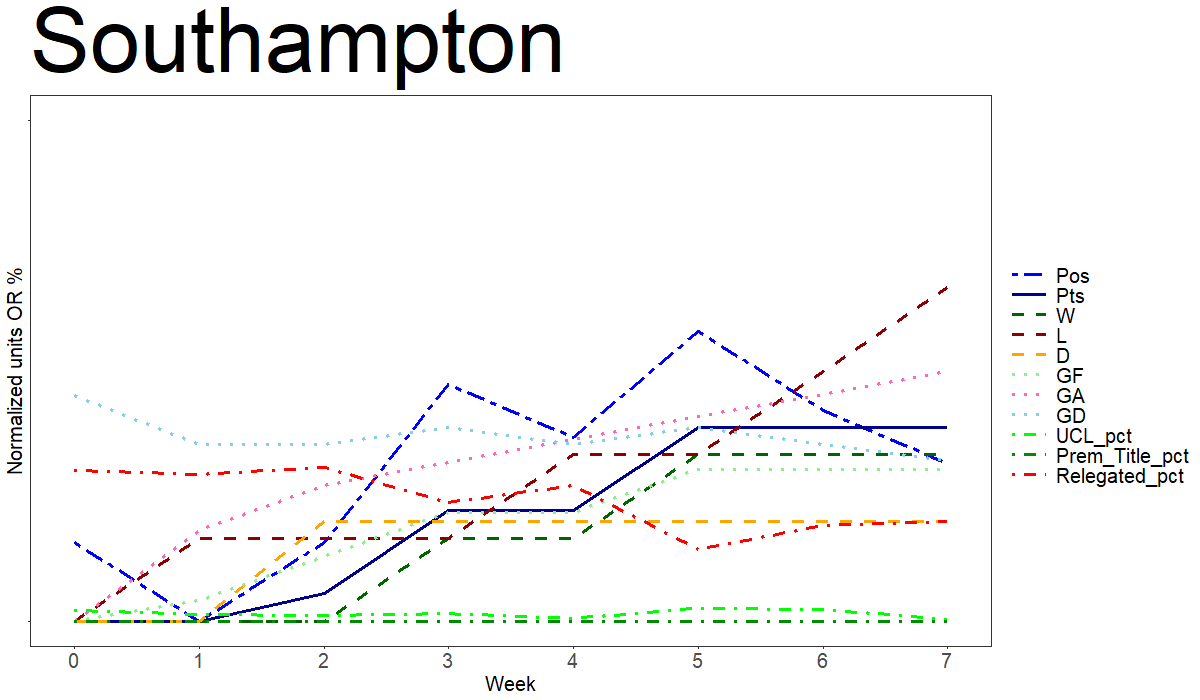 Southampton
Normalized units OR %
0 1 2 3 4 5 6 7
Week
Pos
Pts
W
L
D
GF
GA
GD
UCL_pct
Prem_Title_pct
Relegated_pct